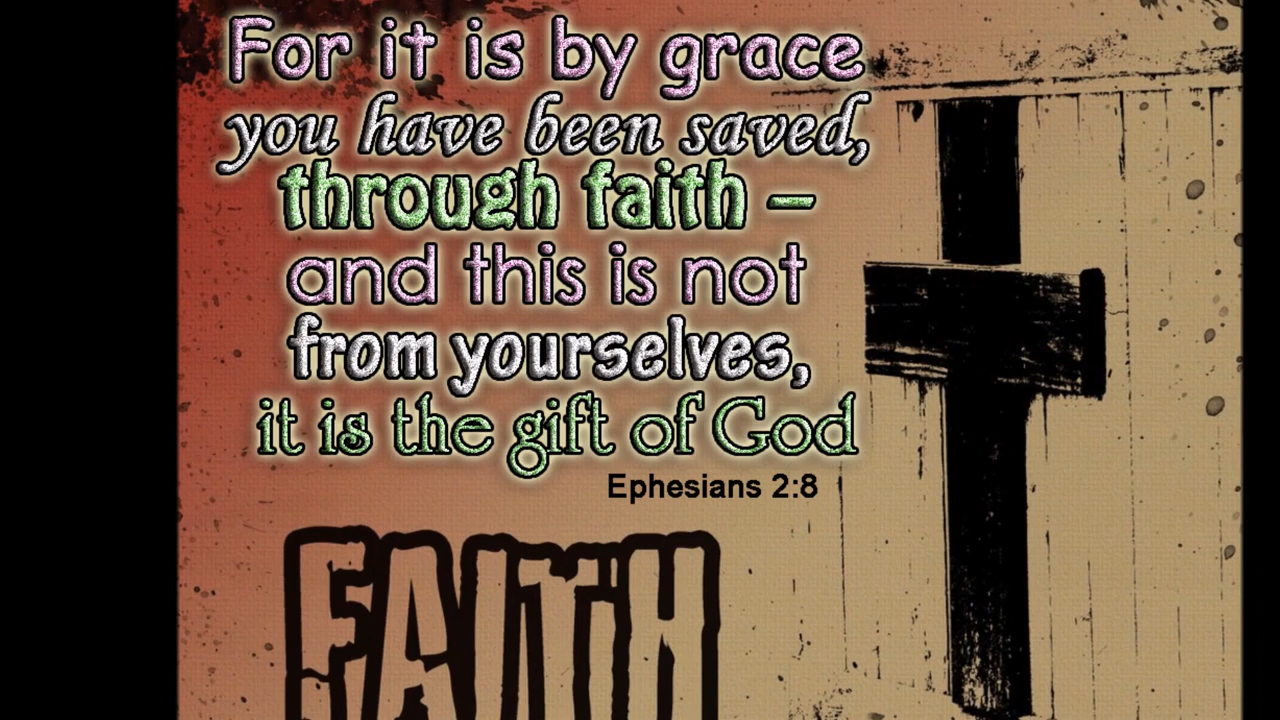 For it is by grace
you have been saved,
through faith –
and this is not
from yourselves,
it is the gift of God
Ephesians 2:8
FAITH